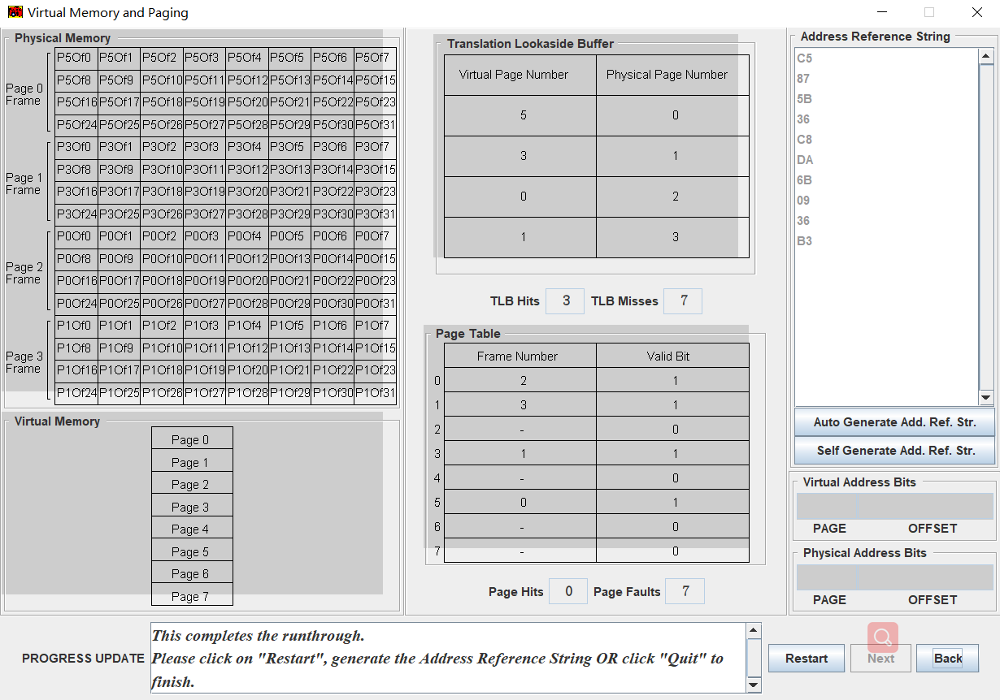 Virtual Memory and Paging
Physical Memory
Page 0
Frame
P5Of0 P5Of1 P5Of2 P5Of3 P5Of4 P5Of5 P5Of6 P5Of7
P5Of8 P5Of9 P5Of10 P5Of11 P5Of12 P5Of13 P5Of14 P5Of15
P5Of16 P5Of17 P5Of18 P5Of19 P5Of20 P5Of21 P5Of22 P5Of23
P5Of24 P5Of25 P5Of26 P5Of27 P5Of28 P5Of29 P5Of30 P5Of31
Page 1
Frame
P3Of0 P3Of1 P3Of2 P3Of3 P3Of4 P3Of5 P3Of6 P3Of7
P3Of8 P3Of9 P3Of10 P3Of11 P3Of12 P3Of13 P3Of14 P3Of15
P3Of16 P3Of17 P3Of18 P3Of19 P3Of20 P3Of21 P3Of22 P3Of23
P3Of24 P3Of25 P3Of26 P3Of27 P3Of28 P3Of29 P3Of30 P3Of31
Page 2
Frame
P0Of0 P0Of1 P0Of2 P0Of3 P0Of4 P0Of5 P0Of6 P0Of7
P0Of8 P0Of9 P0Of10 P0Of11 P0Of12 P0Of13 P0Of14 P0Of15
P0Of16 P0Of17 P0Of18 P0Of19 P0Of20 P0Of21 P0Of22 P0Of23
P0Of24 P0Of25 P0Of26 P0Of27 P0Of28 P0Of29 P0Of30 P0Of31
Page 3
Frame
P1Of0 P1Of1 P1Of2 P1Of3 P1Of4 P1Of5 P1Of6 P1Of7
P1Of8 P1Of9 P1Of10 P1Of11 P1Of12 P1Of13 P1Of14 P1Of15
P1Of16 P1Of17 P1Of18 P1Of19 P1Of20 P1Of21 P1Of22 P1Of23
P1Of24 P1Of25 P1Of26 P1Of27 P1Of28 P1Of29 P1Of30 P1Of31
Virtual Memory
Page 0
Page 1
Page 2
Page 3
Page 4
Page 5
Page 6
Page 7
Translation Lookaside Buffer
Virtual Page Number Physical Page Number
5 0
3 1
0 2
1 3
TLB Hits 3 TLB Misses 7
Page Table
Frame Number Valid Bit
0 2 1
1 3 1
2 - 0
3 1 1
4 - 0
5 0 1
6 - 0
7 - 0
Page Hits 0 Page Faults 7
Address Reference String
C5
87
5B
36
C8
DA
6B
09
36
B3
Auto Generate Add. Ref. Str.
Self Generate Add. Ref. Str.
Virtual Address Bits
PAGE OFFSET
Physical Address Bits
PAGE OFFSET
PROGRESS UPDATE
This completes the runthrough.
Please click on "Restart", generate the Address Reference String OR click "Quit" to
finish.
Restart Next Back